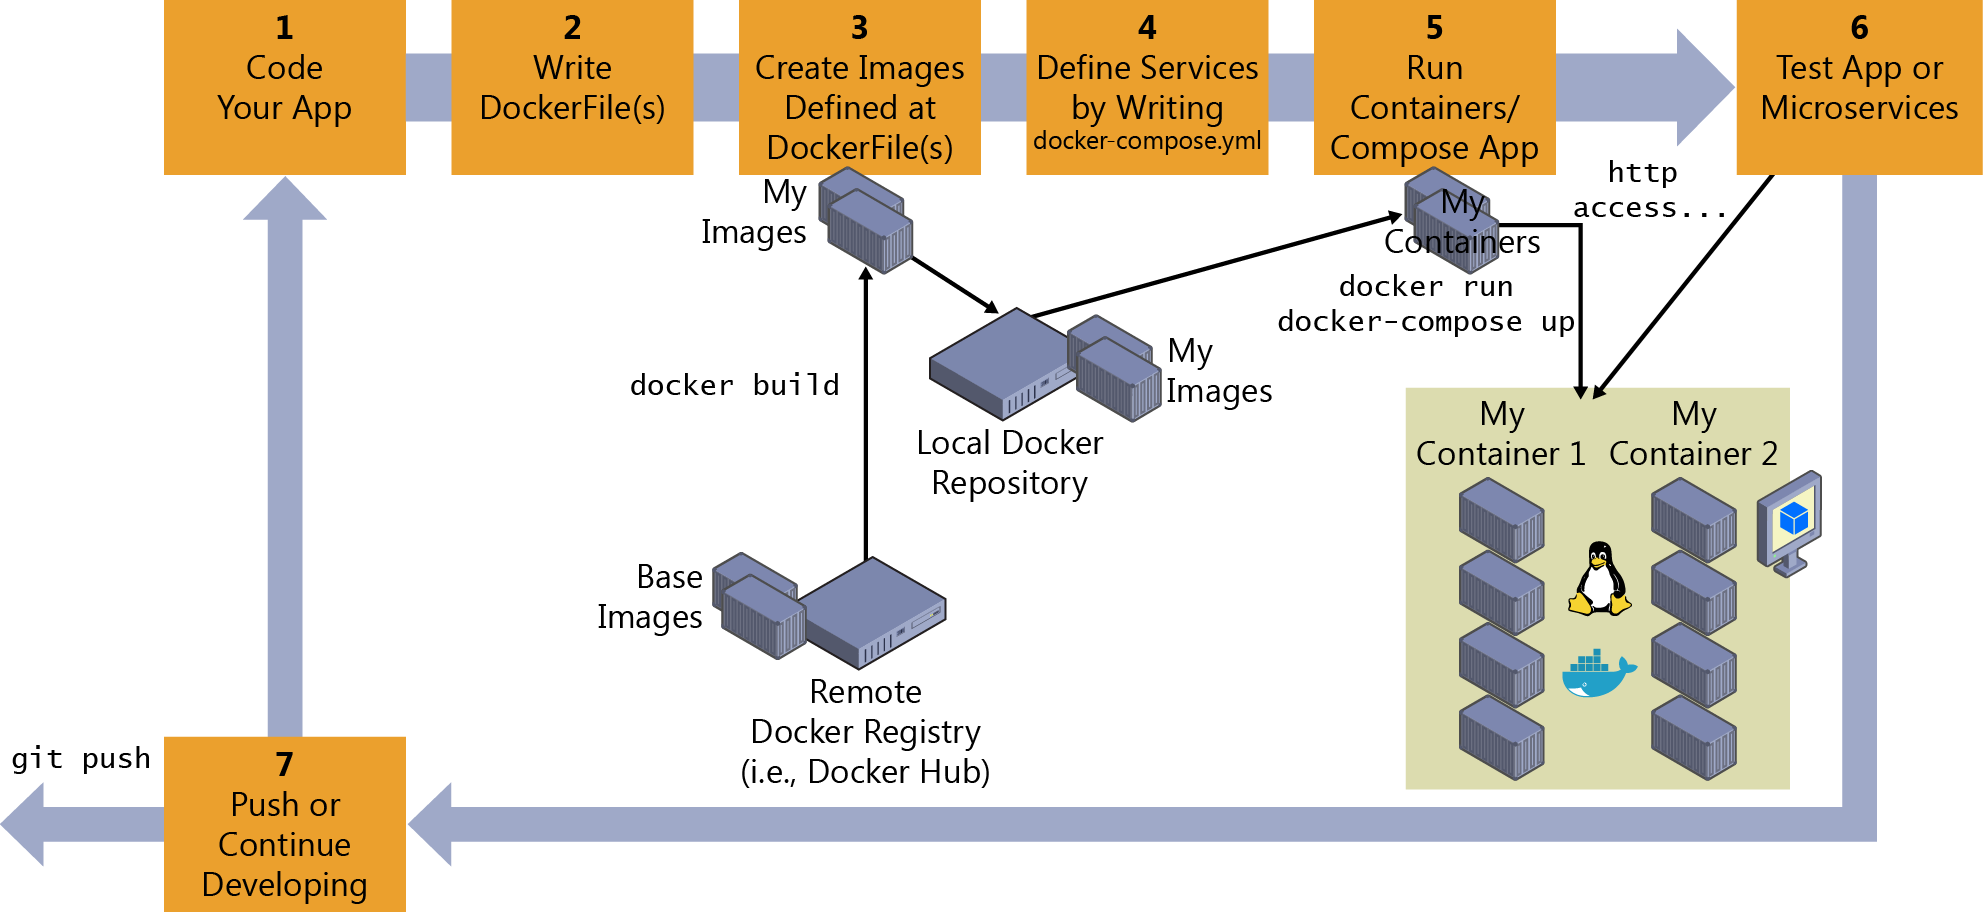 1
Code
Your App
2
Write
DockerFile(s)
3
Create Images
Defined at
DockerFile(s)
4
Define Services
by Writing
docker-compose.yml
5
Run
Containers/
Compose App
6
Test App or
Microservices
My
Images
My
Containers
http
access...
docker run
docker-compose up
docker build
My
Images
Local Docker
Repository
My
Container 1
My
Container 2
Base
Images
Remote
Docker Registry
(i.e., Docker Hub)
git push
7
Push or
Continue
Developing